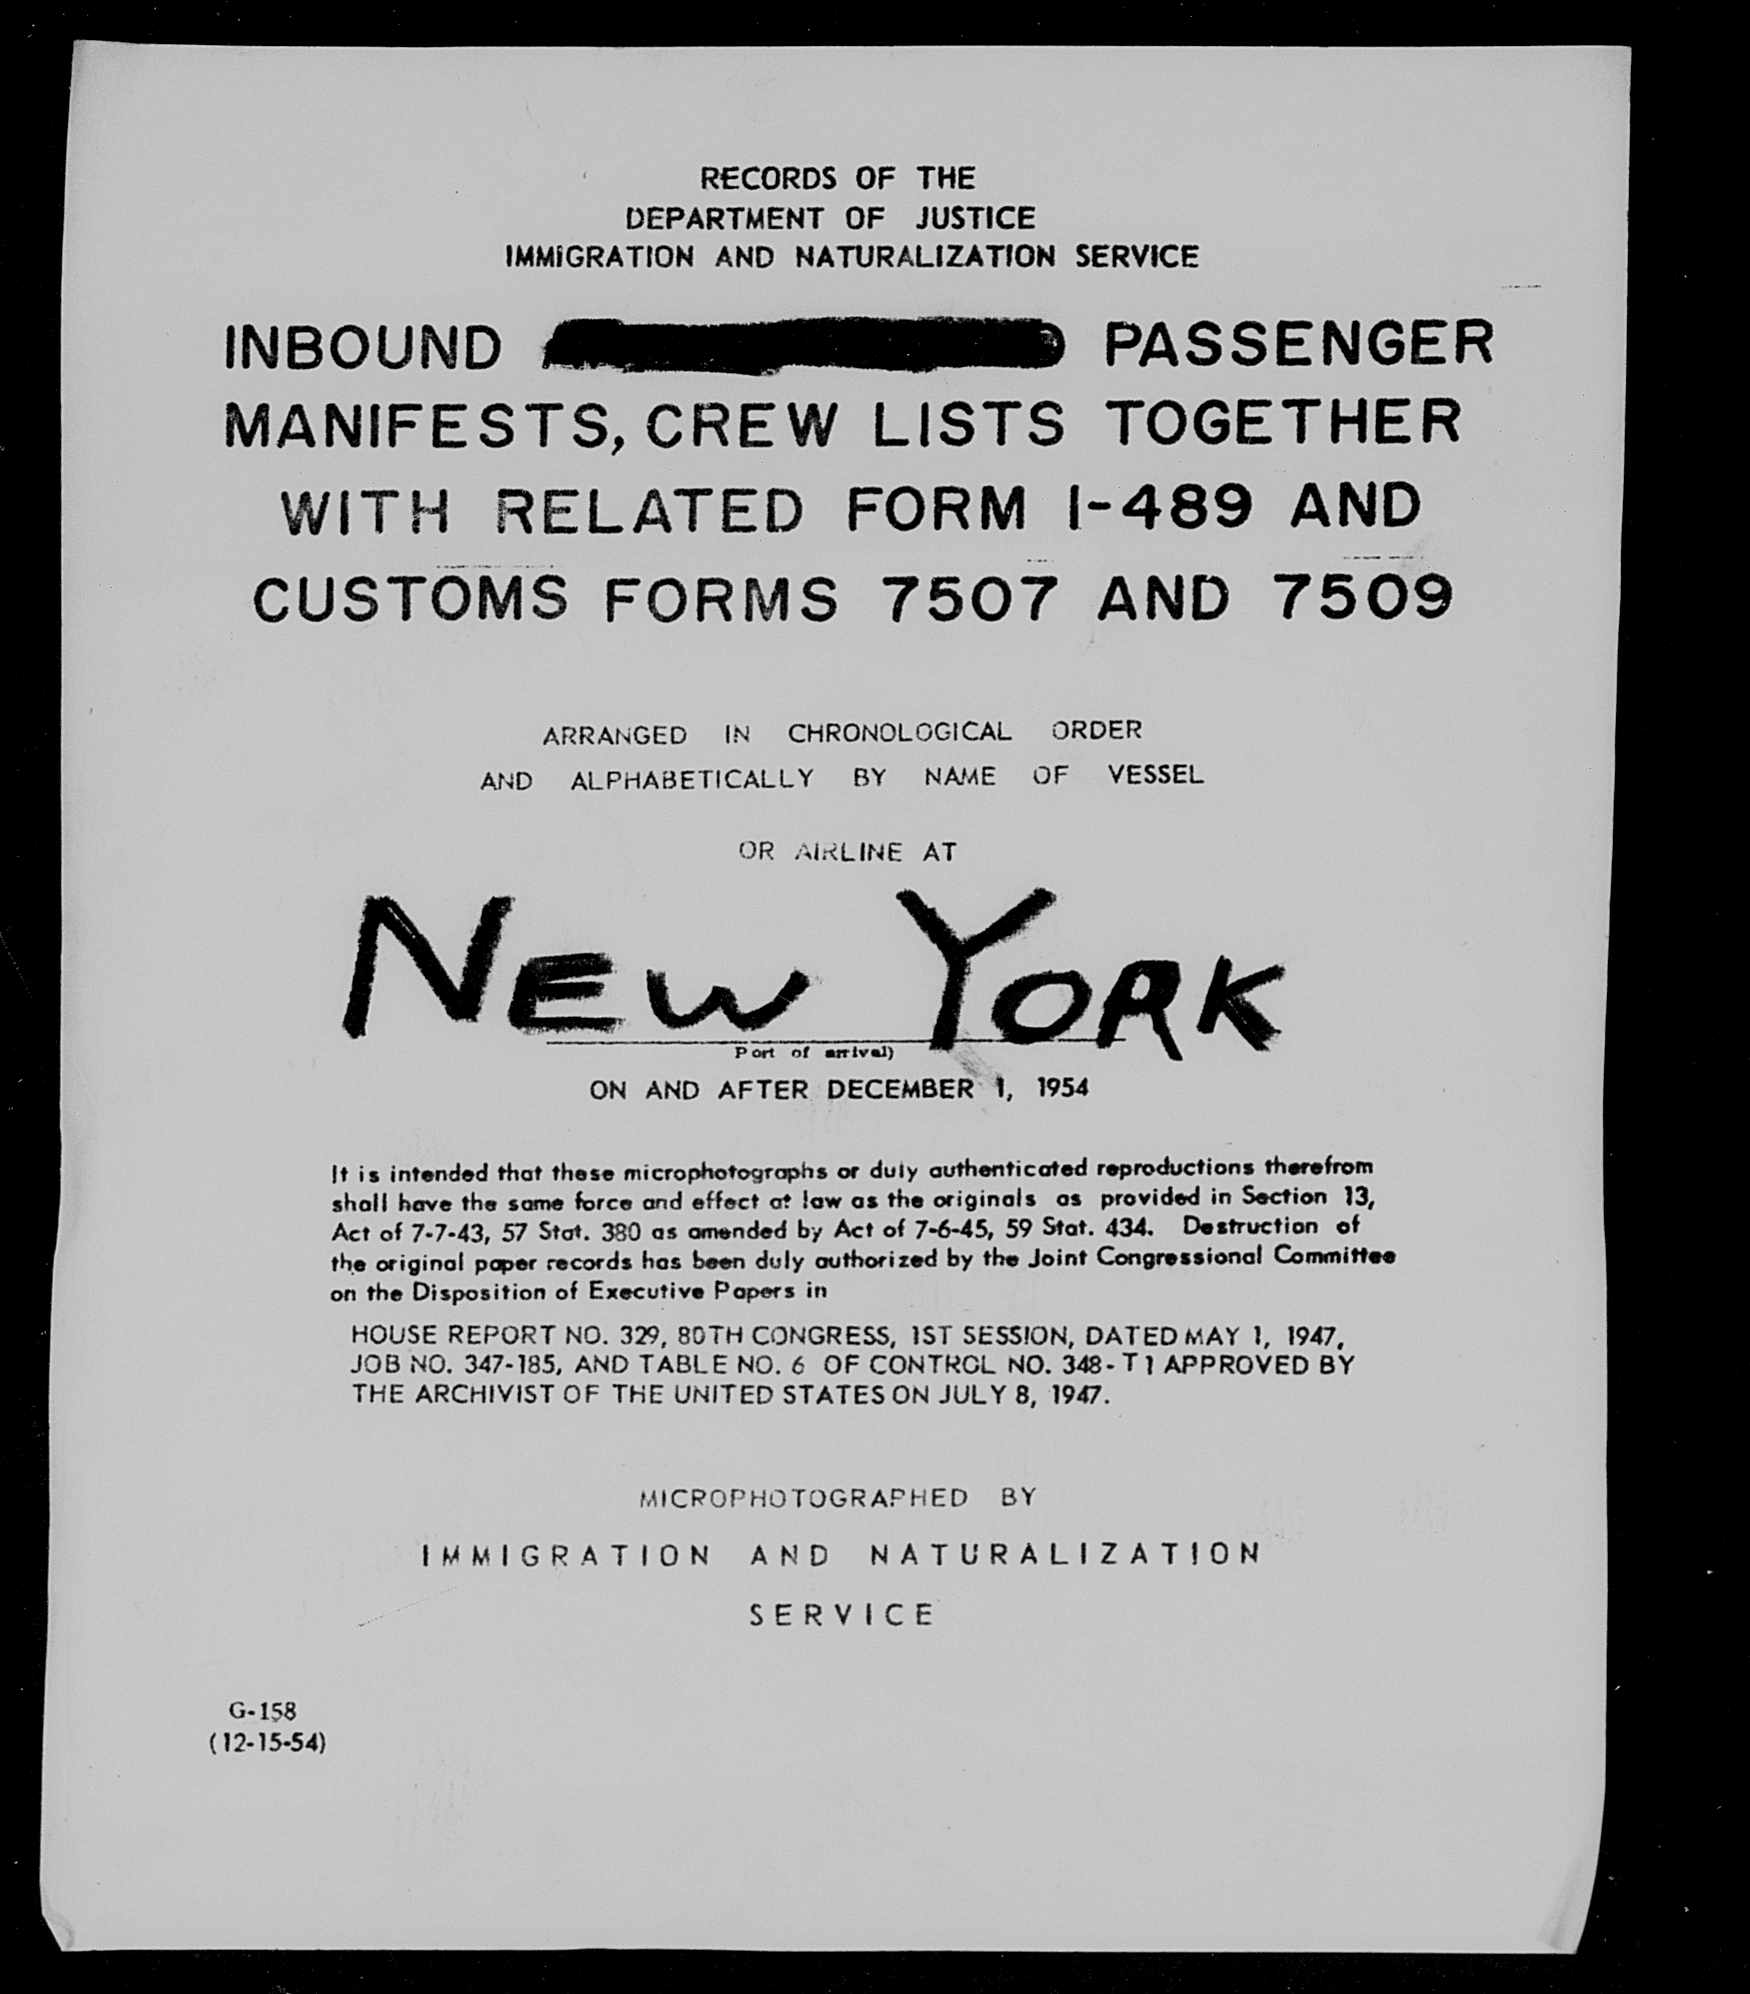 RECORDS OF THE
DEPARTMENT OF JUSTICE
IMMIGRATION AND NATURALIZATION SERVICE
INBOUND PASSENGER
MANIFESTS, CREW LISTS TOGETHER
WITH RELATED FORM I-489 AND
CUSTOMS FORMS 7507 AND 7509
ARRANGED IN CHRONOLOGICAL ORDER
AND ALPHABETICALLY BY NAME OF VESSEL
OR AIRLINE AT
NEW YORK
Port of arrival)
ON AND AFTER DECEMBER 1, 1954
It is intended that these microphotographs or duly authenticated reproductions therefrom
shall have the same force and effect at law as the originals as provided in Section 13,
Act of 7-7-43, 57 Stat. 380 as amended by Act of 7-6-45, 59 Stat. 434. Destruction of
the original paper records has been duly authorized by the Joint Congressional Committee
on the Disposition of Executive Papers in
HOUSE REPORT NO. 329, 80TH CONGRESS, 1ST SESSION, DATED MAY 1, 1947,
JOB NO. 347-185, AND TABLE NO. 6 OF CONTROL NO. 348-T1 APPROVED BY
THE ARCHIVIST OF THE UNITED STATES ON JULY 8, 1947.
MICROPHOTOGRAPHED BY
IMMIGRATION AND NATURALIZATION
SERVICE
G-158
(12-15-54)